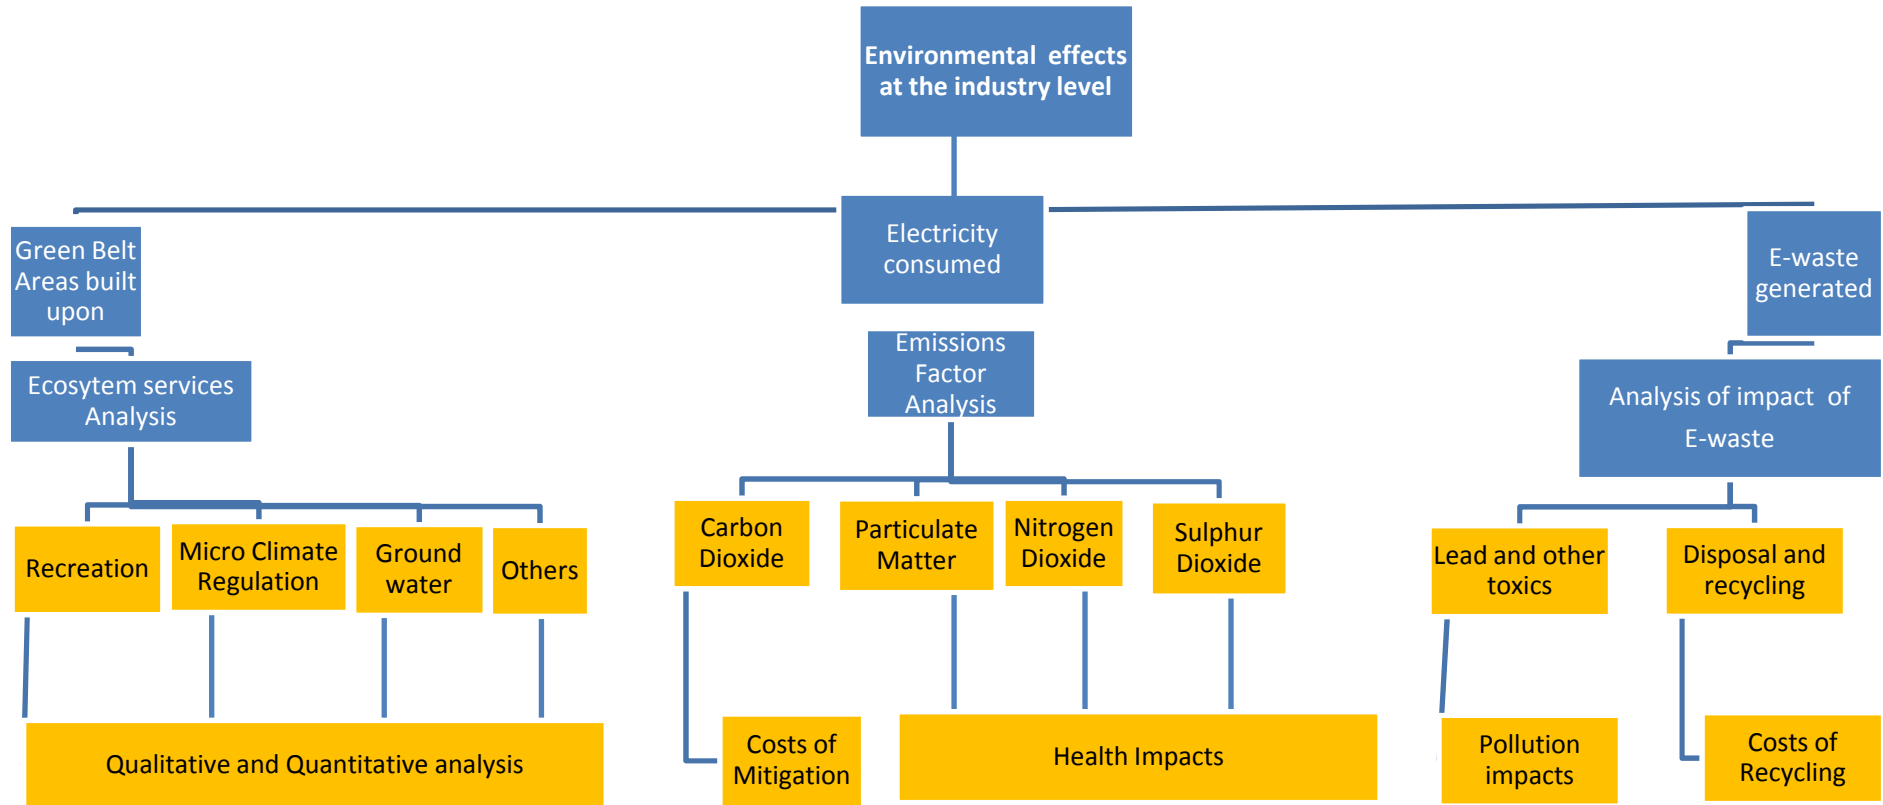 Environmental effects
at the industry level
Electricity
consumed
Green Belt
Areas built
upon
E-waste
generated
Ecosytem services
Analysis
Emissions
Factor
Analysis
Analysis of impact of
E-waste
Recreation
Micro Climate
Regulation
Ground
water
Others
Carbon
Dioxide
Particulate
Matter
Nitrogen
Dioxide
Sulphur
Dioxide
Lead and other
toxics
Disposal and
recycling
Qualitative and Quantitative analysis
Costs of
Mitigation
Health Impacts
Pollution
impacts
Costs of
Recycling